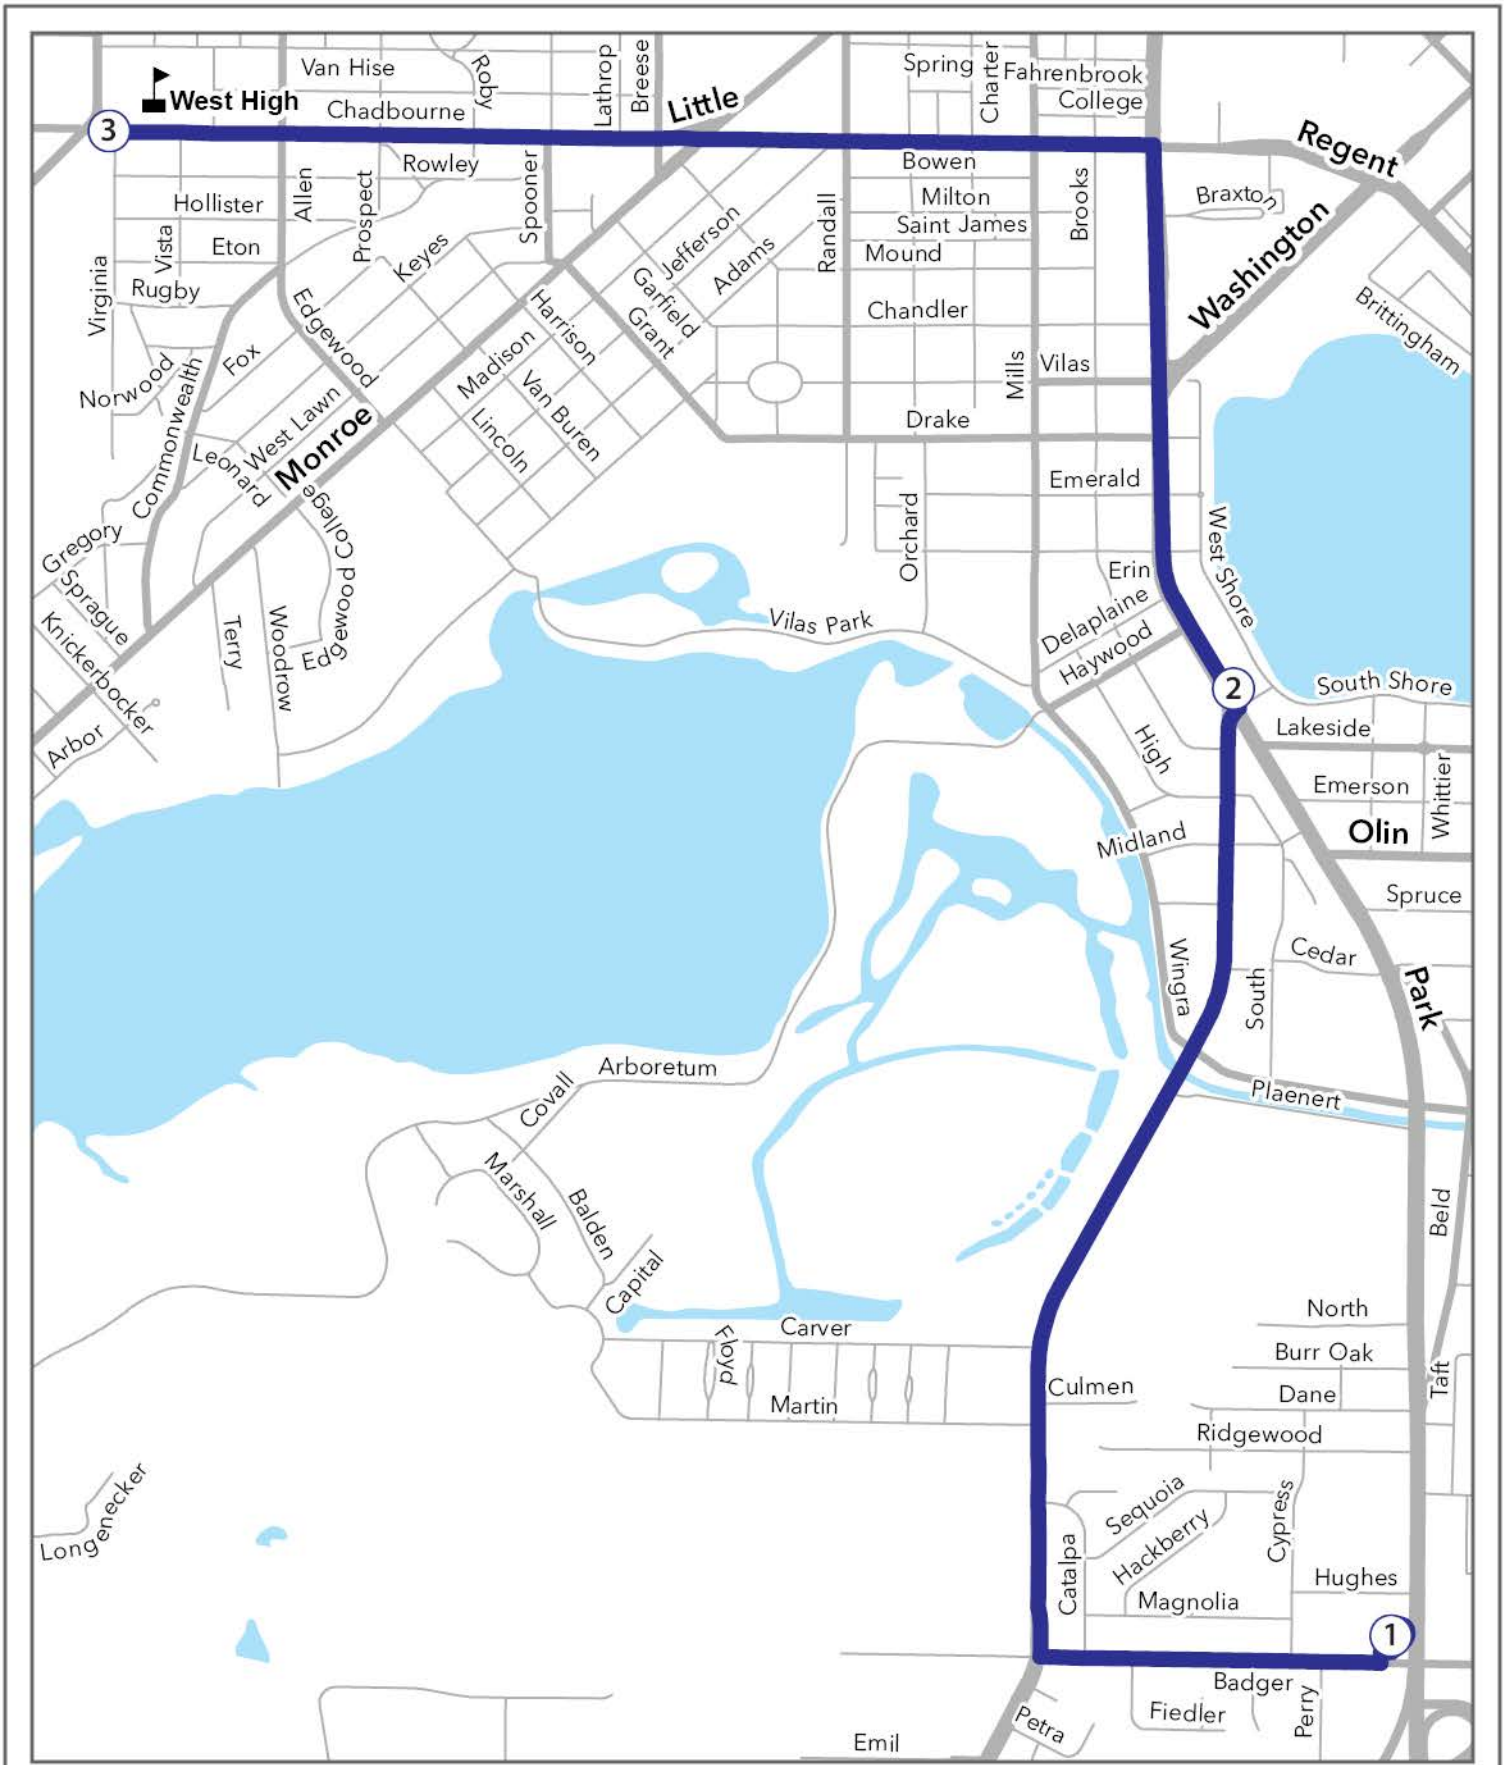 Van Hise
Roby
Lathrop
Breese
Spring
Charter
Fahrenbrook
College
West High
Chadbourne
Little
3
Regent
Rowley
Bowen
Allen
Prospect
Spooner
Hollister
Vista
Eton
Virginia
Rugby
Keyes
Jefferson
Adams
Garfield
Grant
Randall
Milton
Saint James
Mound
Brooks
Braxton
Washington
Brittingham
Chandler
Mills
Vilas
Edgewood
Harrison
Madison
Van Buren
Lincoln
Fox
Norwood
Commonwealth
West Lawn
Leonard
Monroe
Drake
Emerald
Orchard
West Shore
Edgewood College
Gregory
Sprague
Knickerbocker
Arbor
Terry
Woodrow
Vilas Park
Erin
Delaplaine
Haywood
2
South Shore
Lakeside
High
Emerson
Whittier
Olin
Midland
Spruce
Wingra
South
Cedar
Park
Arboretum
Covall
Plaenert
Marshall
Balden
Capital
Beld
Floyd
Carver
Martin
North
Burr Oak
Culmen
Dane
Taft
Ridgewood
Longenecker
Sequoia
Hackberry
Cypress
Catalpa
Hughes
Magnolia
1
Badger
Fiedler
Perry
Petra
Emil